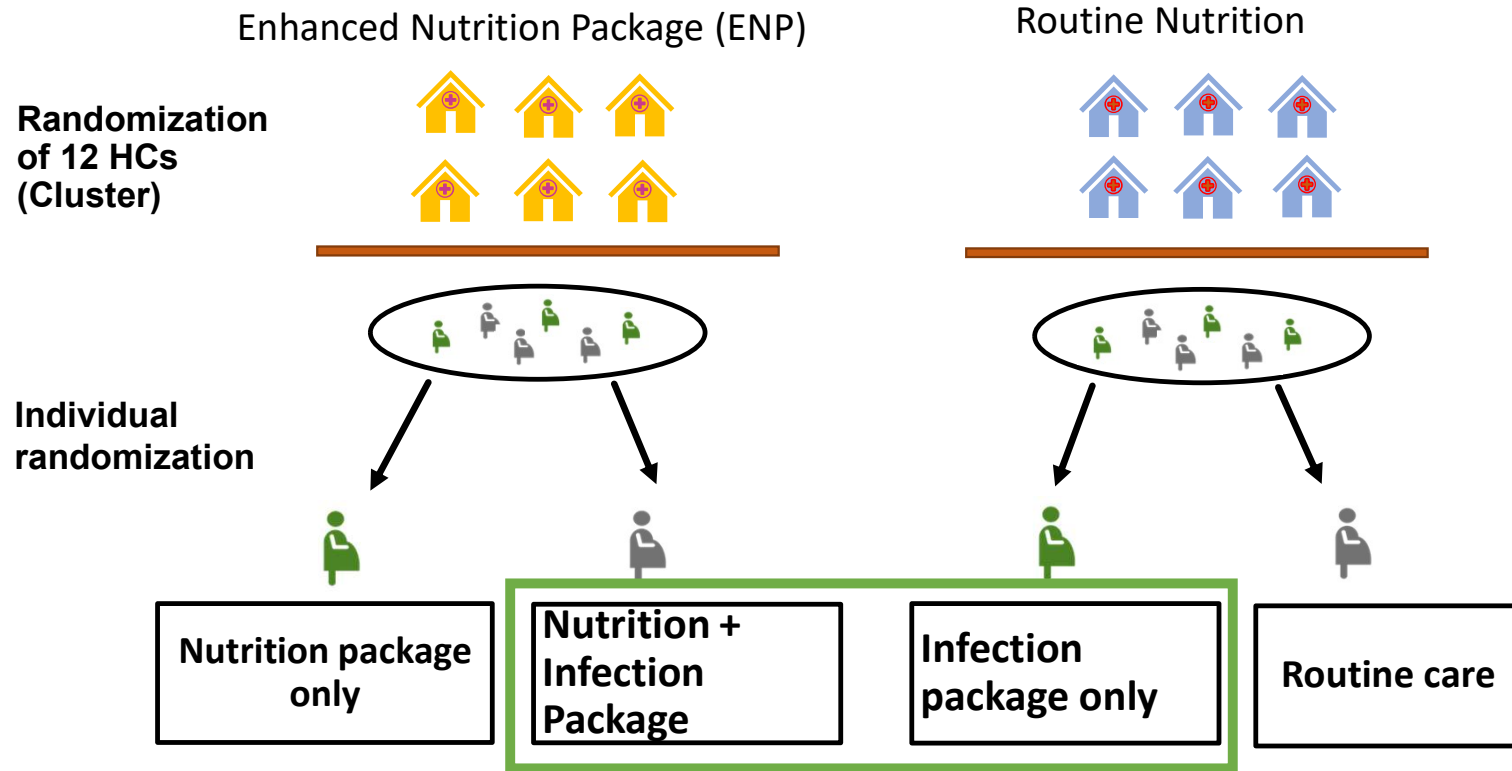 Enhanced Nutrition Package (ENP)
Routine Nutrition
Randomization
of 12 HCs
(Cluster)
Individual
randomization
Nutrition package
only
Nutrition +
Infection
Package
Infection
package only
Routine care